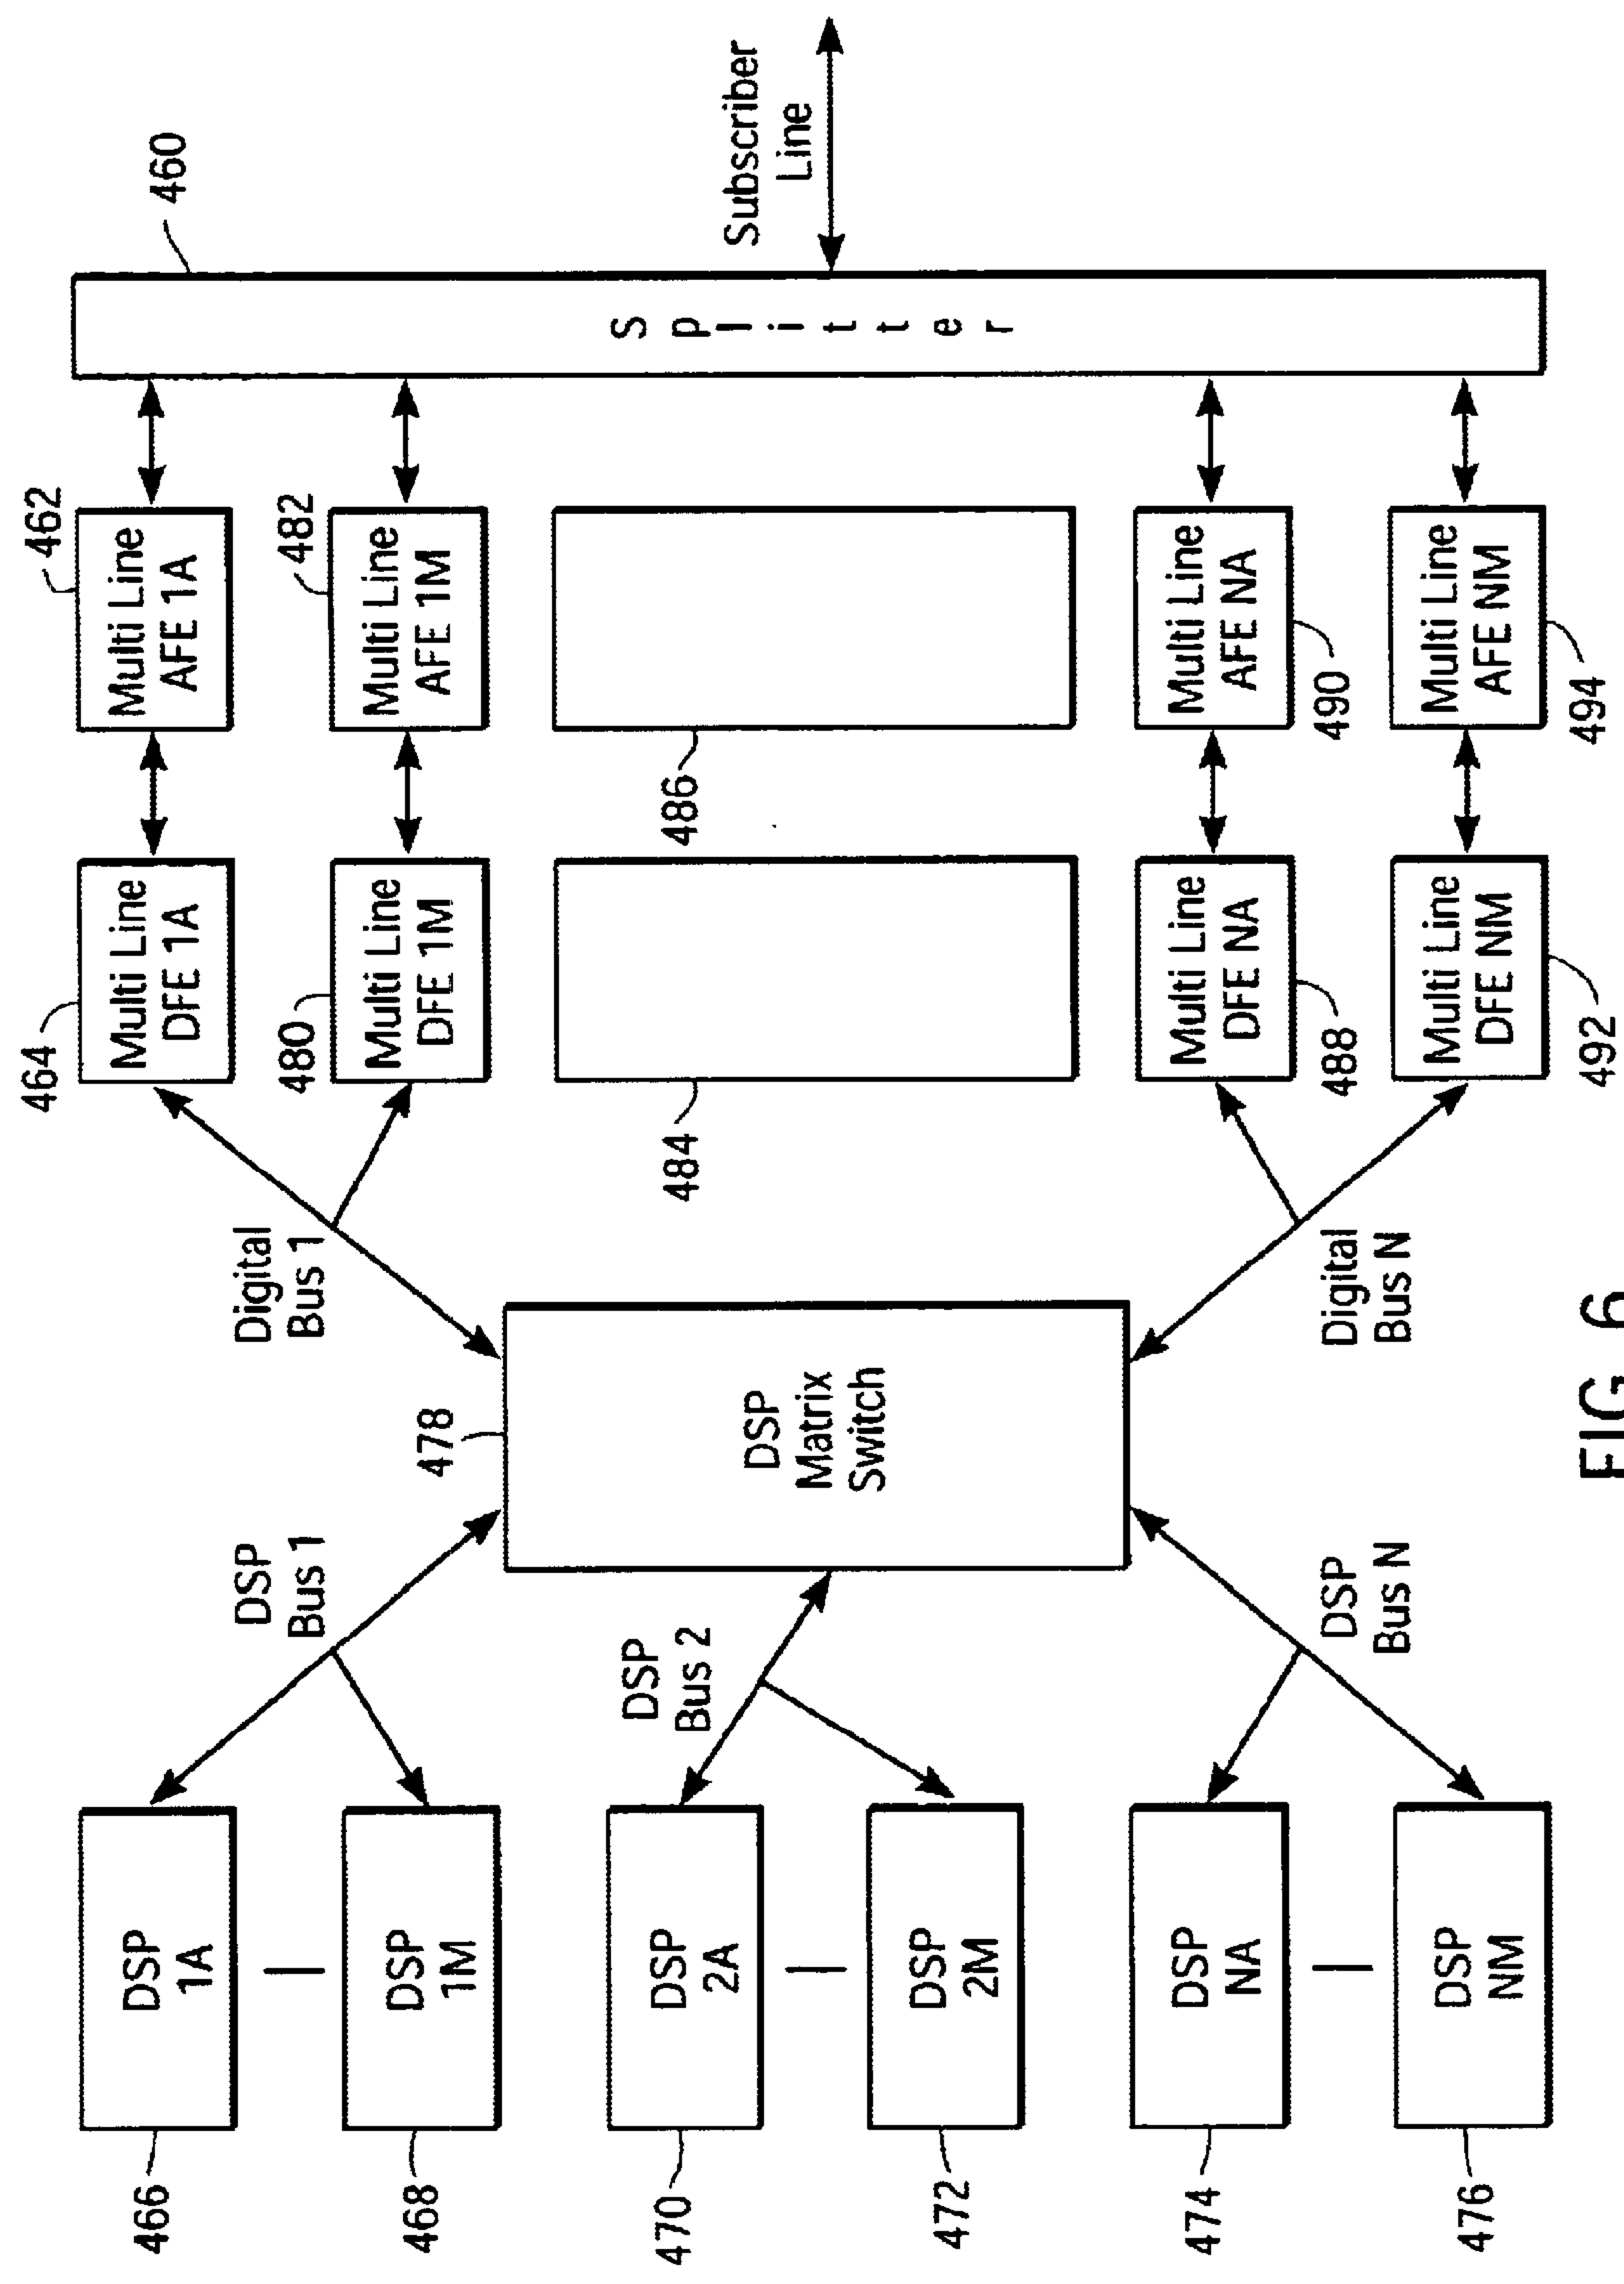 460
Subscriber
Line
Splitter
462
Multi Line
AFE 1A
482
Multi Line
AFE 1M
486
Multi Line
AFE NA
490
Multi Line
AFE NM
494
464
Multi Line
DFE 1A
480
Multi Line
DFE 1M
484
Multi Line
DFE NA
488
Multi Line
DFE NM
492
Digital
Bus 1
Digital
Bus N
478
DSP
Matrix
Switch
DSP
Bus 1
DSP
Bus 2
DSP
Bus N
DSP
1A
DSP
1M
DSP
2A
DSP
2M
DSP
NA
DSP
NM
466
468
470
472
474
476
FIG 6